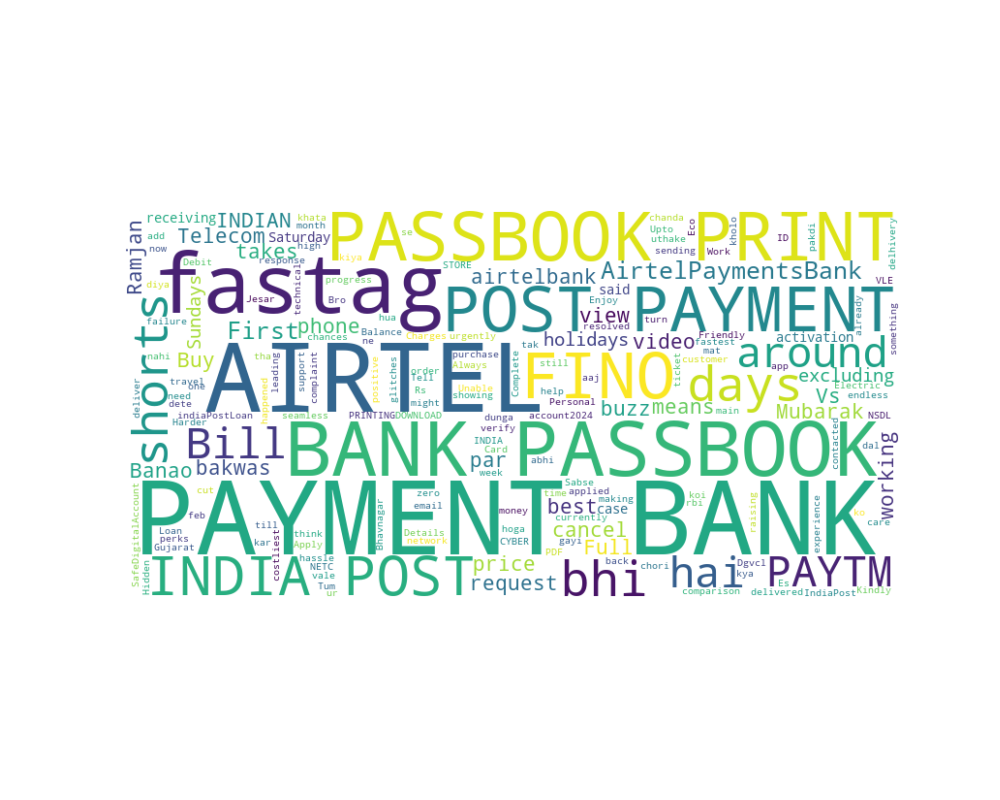 receiving INDIAN khata PASSBOOK PRINT
month se chanda Upto Eco kholo ID pakdi delhivery
add Telecom Saturday kiya uthake sending Work
Ramjan now takes high response STORE airtelbank AirtelPaymentsBank VLE
Debit technical progress said
diya fastag POST PAYMENT
Sundays Jesar Bro Enjoy view turn already something
failure First phone hua Balance resolved Friendly fastest activation
shorts chances ne Charges urgently tak holidays video mat
dete Buy tha AIRTEL purchase still aaj FINO ticket customer app around
nahi leading support complaint positive glitches order Always showing Complete help days electric excluding
travel happened Tell Unable might Rs main endless
deliver need one Personal raising Vs NSDL
indiaPostLoan seamless PRINTING DOWNLOAD account2024 buzz means Mubarak
Harder dunga verify
Bill BANK PASSBOOK
INDIA Card par abhi contacted dal working
Banao bakwas week Sabse
cut PAYMENT BANK
SafeDigitalAccount feb zero email time applied making best case cancel koi rbi experience ko
Loan till think Bhavnagar Details money currently care
perks kar Apply network CYBER hoga gayi Full
Gujarat costliest hassle PDF back chori price Dgvcl
Hidden NETC vale Tum ur INDIA POST request bhi hai kya PAYTM
comparison delivered Es IndiaPost Kindly